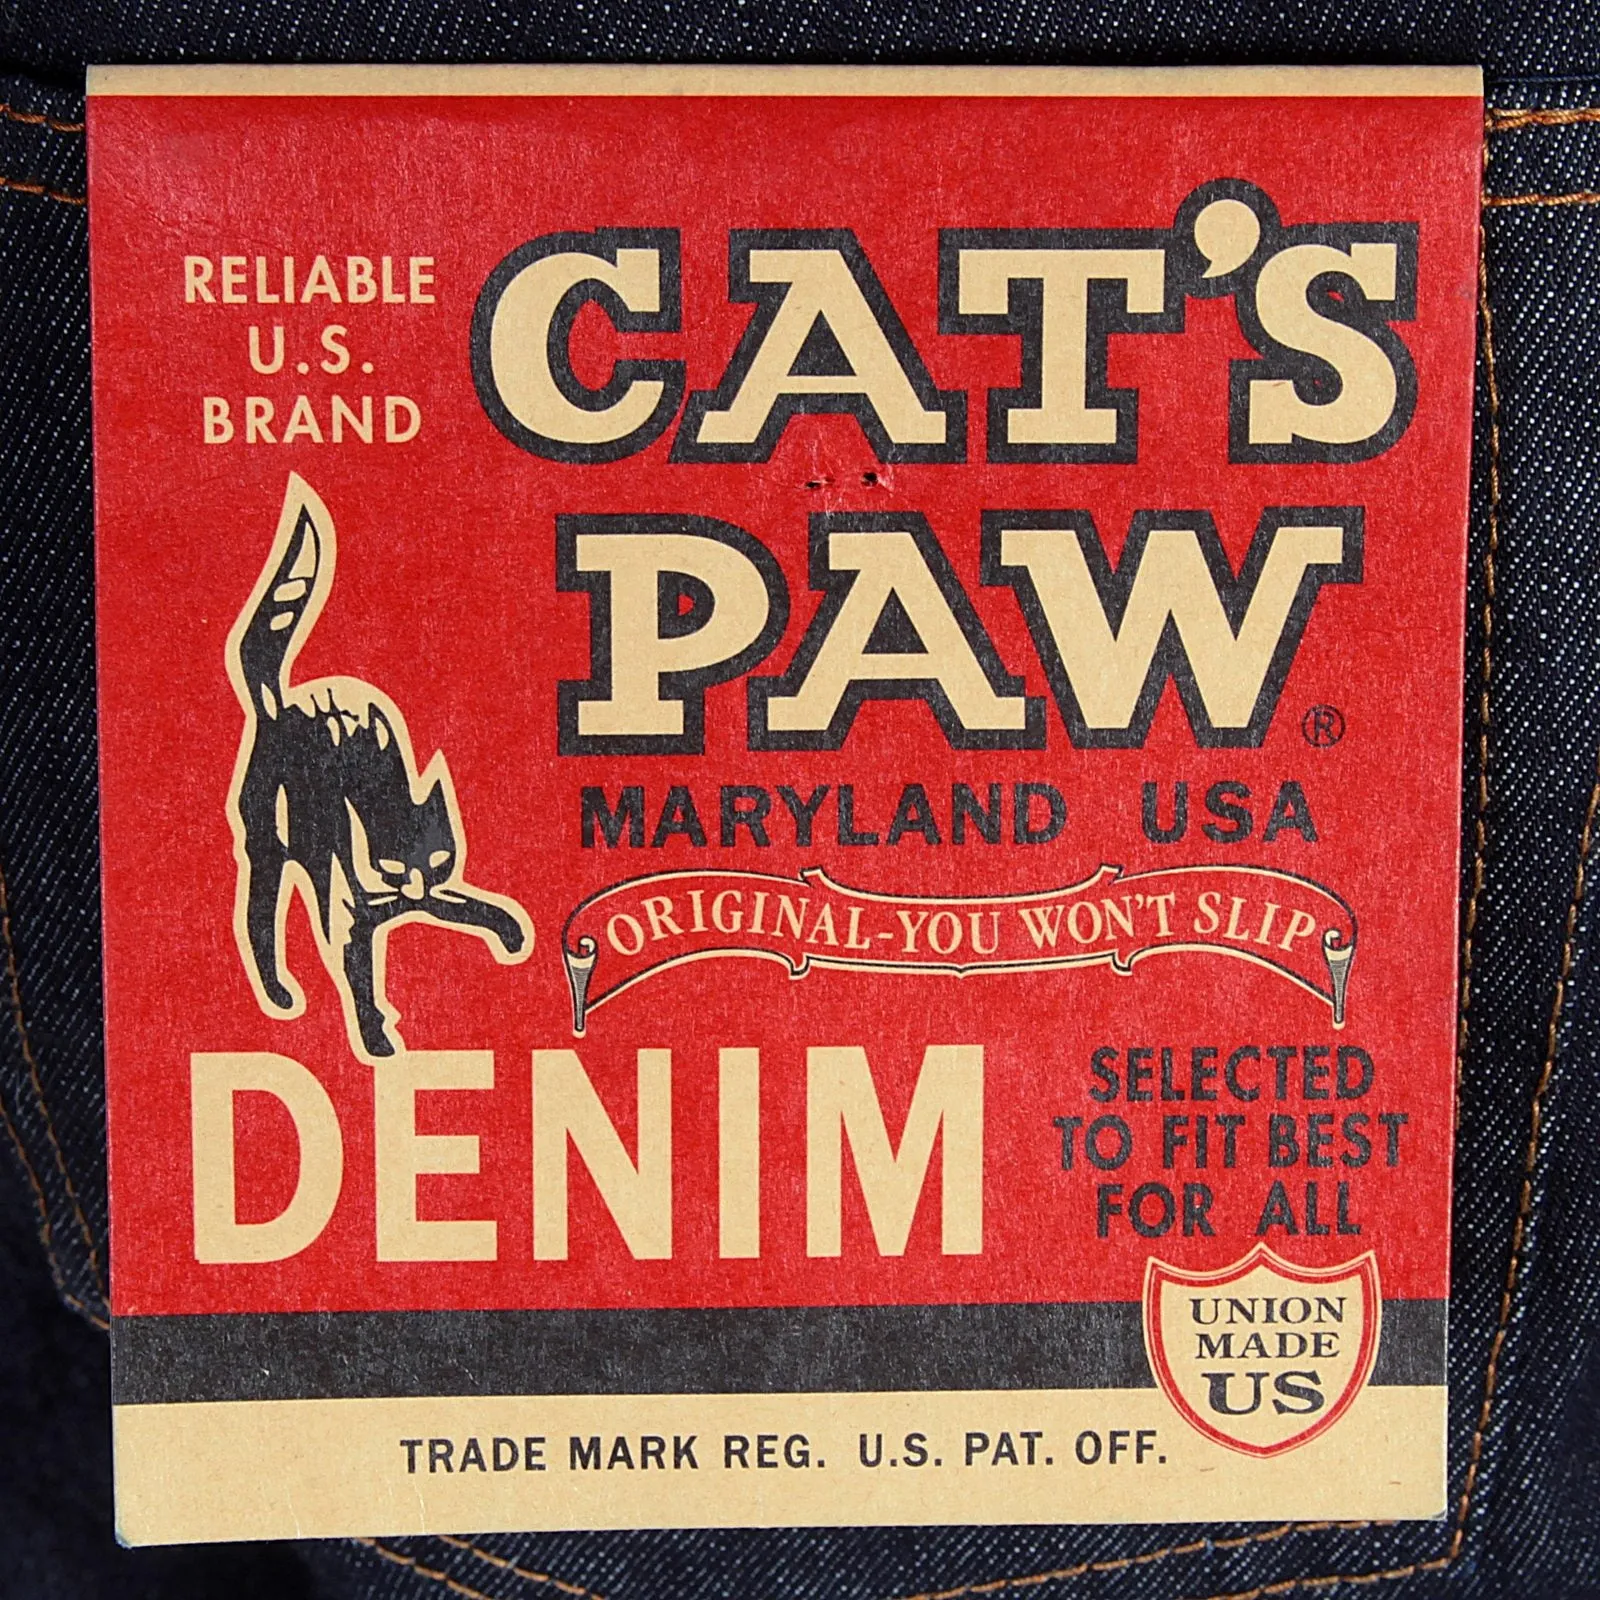 RELIABLE
U.S.
BRAND
CAT'S
PAW®
MARYLAND USA
ORIGINAL-YOU WON'T SLIP
DENIM
SELECTED
TO FIT BEST
FOR ALL
UNION
MADE
US
TRADE MARK REG. U.S. PAT. OFF.